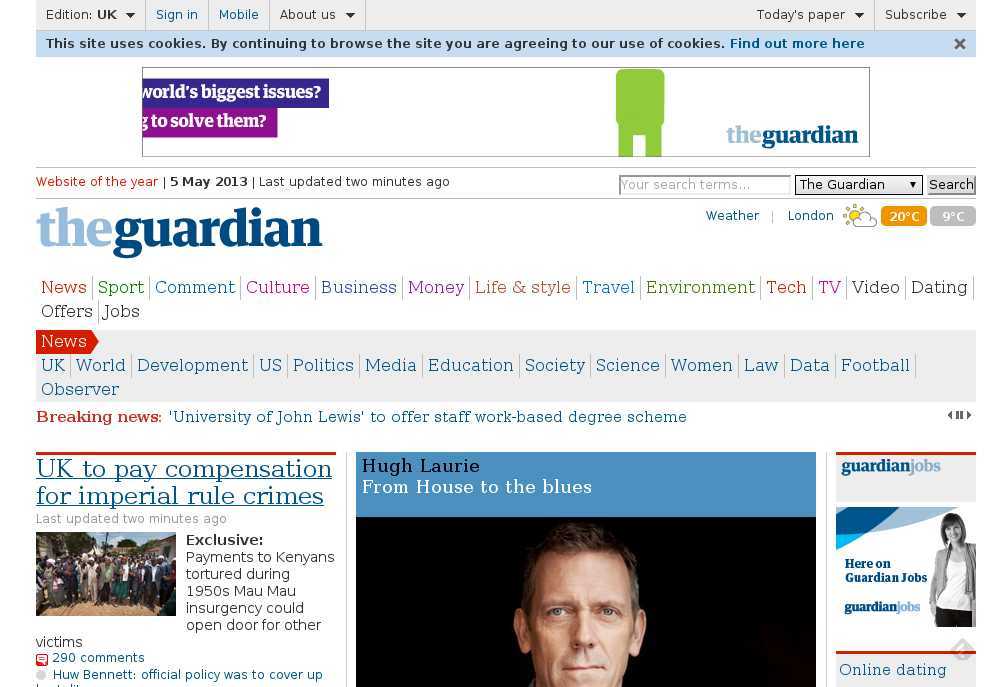 Edition: UK Sign in Mobile About us Today's paper Subscribe
This site uses cookies. By continuing to browse the site you are agreeing to our use of cookies. Find out more here
world's biggest issues?
g to solve them?
theguardian
Website of the year | 5 May 2013 | Last updated two minutes ago
Your search terms... The Guardian Search
theguardian
Weather | London 20°C 9°C
News Sport Comment Culture Business Money Life & style Travel Environment Tech TV Video Dating
Offers Jobs
News
UK World Development US Politics Media Education Society Science Women Law Data Football
Observer
Breaking news: 'University of John Lewis' to offer staff work-based degree scheme
UK to pay compensation
for imperial rule crimes
Last updated two minutes ago
Exclusive:
Payments to Kenyans
tortured during
1950s Mau Mau
insurgency could
open door for other
victims
290 comments
Huw Bennett: official policy was to cover up
Hugh Laurie
From House to the blues
guardianjobs
Here on
Guardian Jobs
guardianjobs
Online dating